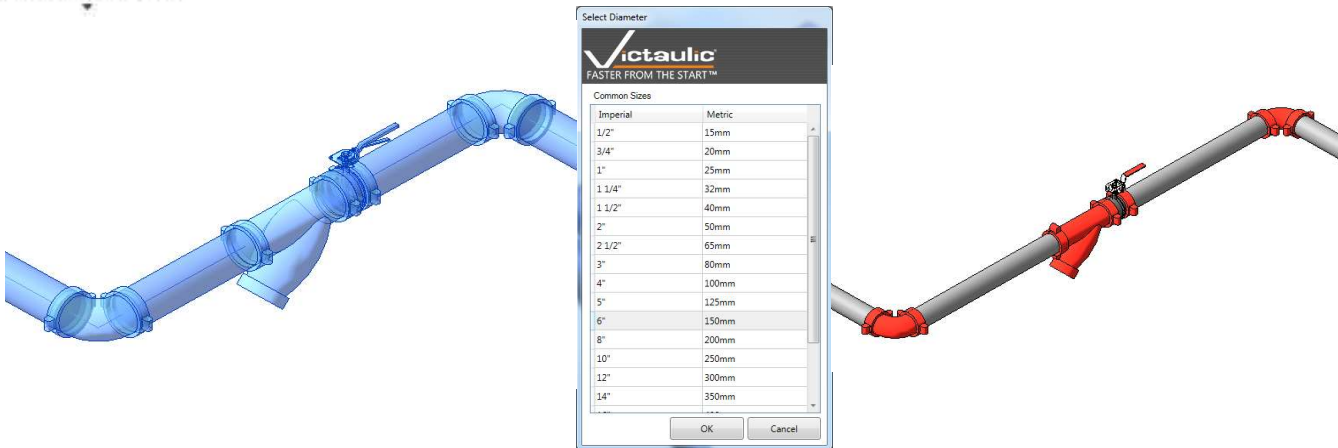 Select Diameter
Victaulic
FASTER FROM THE START™
Common Sizes
Imperial Metric
1/2" 15mm
3/4" 20mm
1" 25mm
1 1/4" 32mm
1 1/2" 40mm
2" 50mm
2 1/2" 65mm
3" 80mm
4" 100mm
5" 125mm
6" 150mm
8" 200mm
10" 250mm
12" 300mm
14" 350mm
OK Cancel